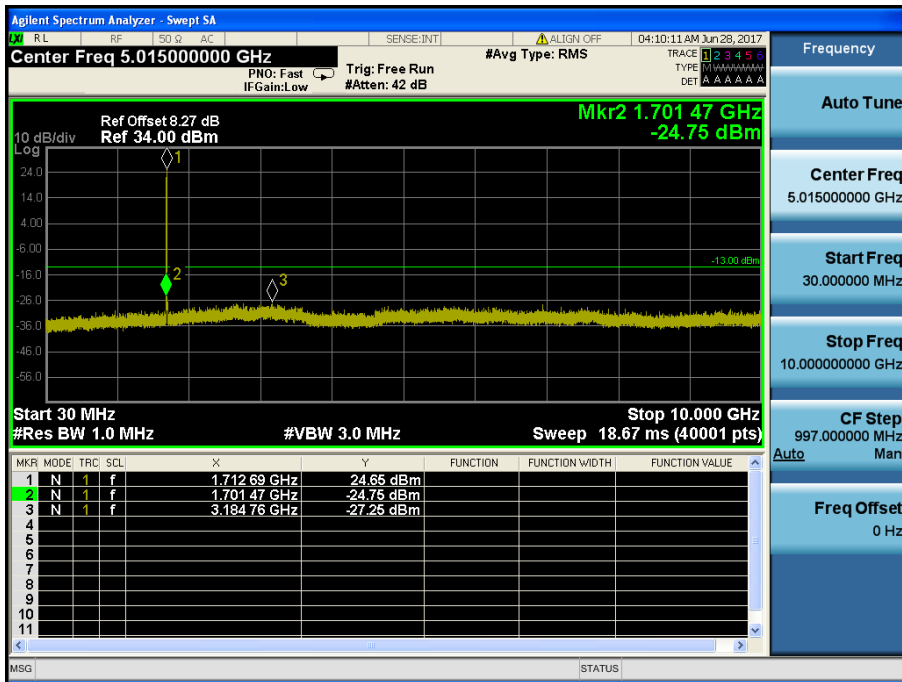 Agilent Spectrum Analyzer - Swept SA
LXI RL RF 50 Ω AC SENSE:INT ALIGN OFF 04:10:11 AM Jun 28, 2017
Center Freq 5.015000000 GHz
PNO: Fast
IFGain:Low
Trig: Free Run
#Atten: 42 dB
#Avg Type: RMS
TRACE 1 2 3 4 5 6
TYPE M WWWWW
DET A A A A A A
Mkr2 1.701 47 GHz
-24.75 dBm
10 dB/div
Log
Ref Offset 8.27 dB
Ref 34.00 dBm
1
24.0
14.0
4.00
-6.00
-13.00 dBm
-16.0
2
3
-26.0
-36.0
-46.0
-56.0
Start 30 MHz
Stop 10.000 GHz
#Res BW 1.0 MHz
#VBW 3.0 MHz
Sweep 18.67 ms (40001 pts)
MKR MODE TRC SCL X Y FUNCTION FUNCTION WIDTH FUNCTION VALUE
1 N 1 f 1.712 69 GHz 24.65 dBm
2 N 1 f 1.701 47 GHz -24.75 dBm
3 N 1 f 3.184 76 GHz -27.25 dBm
4
5
6
7
8
9
10
11
MSG
STATUS
Frequency
Auto Tune
Center Freq
5.015000000 GHz
Start Freq
30.000000 MHz
Stop Freq
10.000000000 GHz
CF Step
997.000000 MHz
Auto Man
Freq Offset
0 Hz